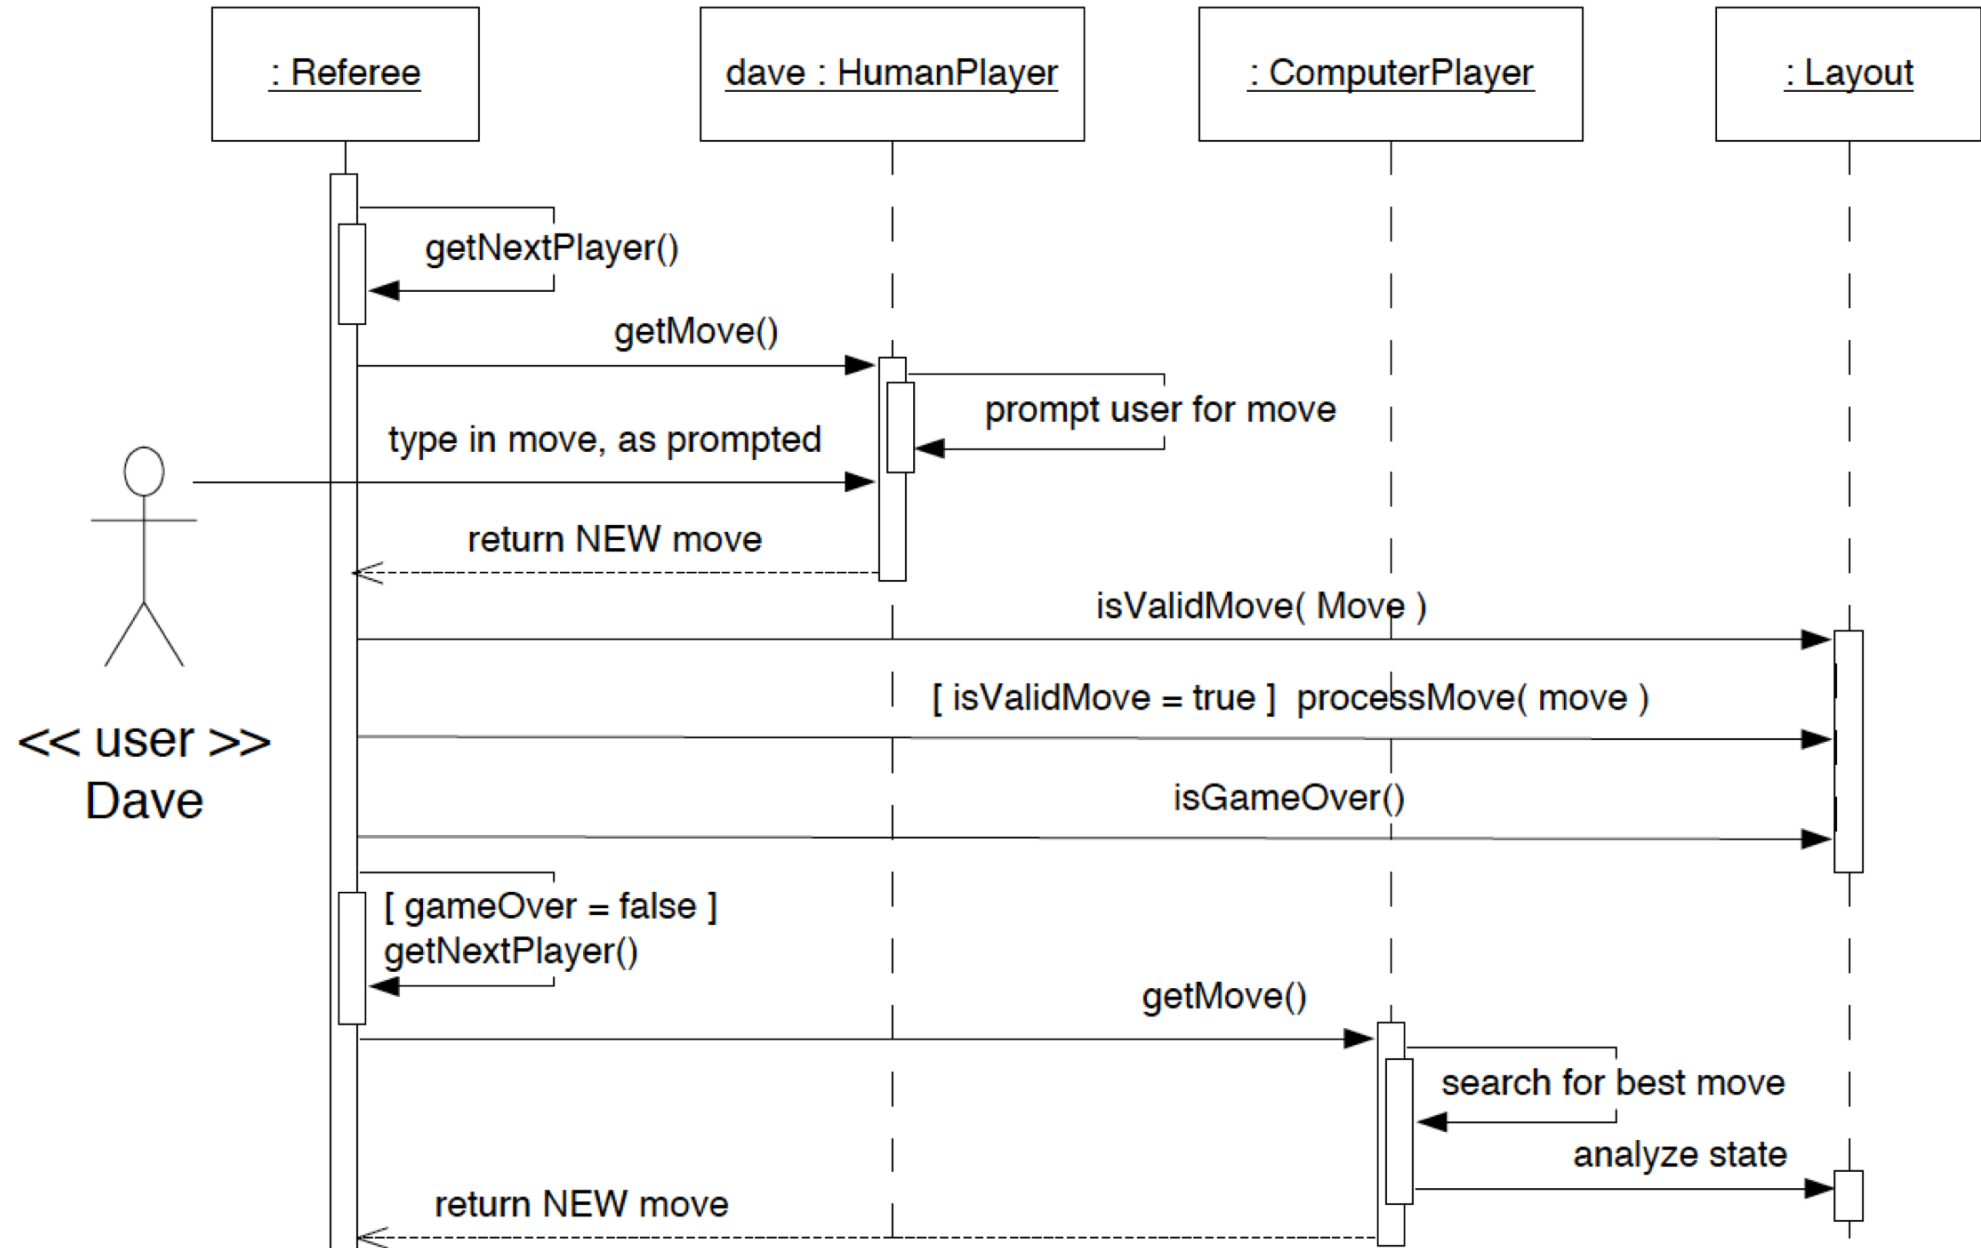 : Referee
dave : HumanPlayer
: ComputerPlayer
: Layout
getNextPlayer()
getMove()
prompt user for move
type in move, as prompted
return NEW move
isValidMove( Move )
[ isValidMove = true ]  processMove( move )
<< user >>
Dave
isGameOver()
[ gameOver = false ]
getNextPlayer()
getMove()
search for best move
analyze state
return NEW move